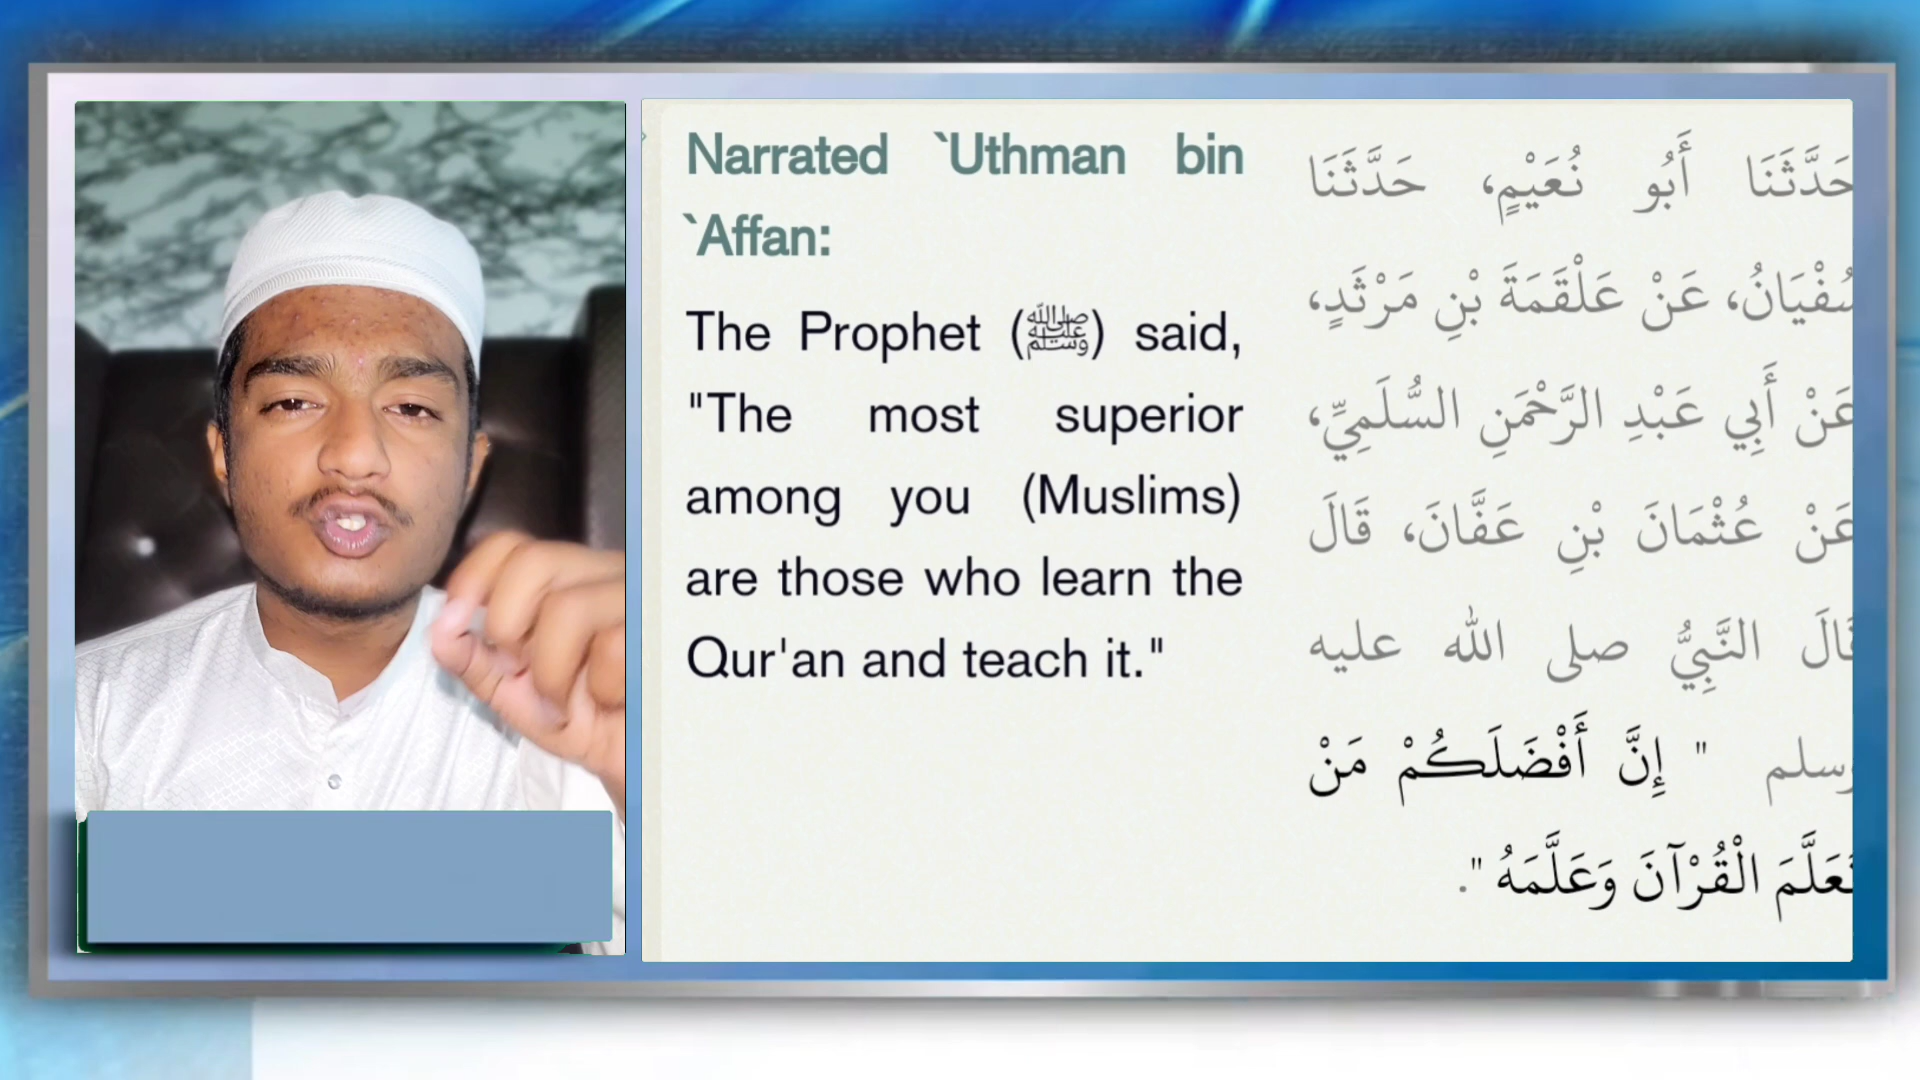 Narrated `Uthman bin
`Affan:
The Prophet (ﷺ) said,
"The most superior
among you (Muslims)
are those who learn the
Qur'an and teach it."
حَدَّثَنَا أَبُو نُعَيْمٍ، حَدَّثَنَا
سُفْيَانُ، عَنْ عَلْقَمَةَ بْنِ مَرْثَدٍ،
عَنْ أَبِي عَبْدِ الرَّحْمَنِ السُّلَمِيِّ،
عَنْ عُثْمَانَ بْنِ عَفَّانَ، قَالَ
قَالَ النَّبِيُّ صلى الله عليه
وسلم ‏"‏ إِنَّ أَفْضَلَكُمْ مَنْ
تَعَلَّمَ الْقُرْآنَ وَعَلَّمَهُ ‏"‏‏.‏